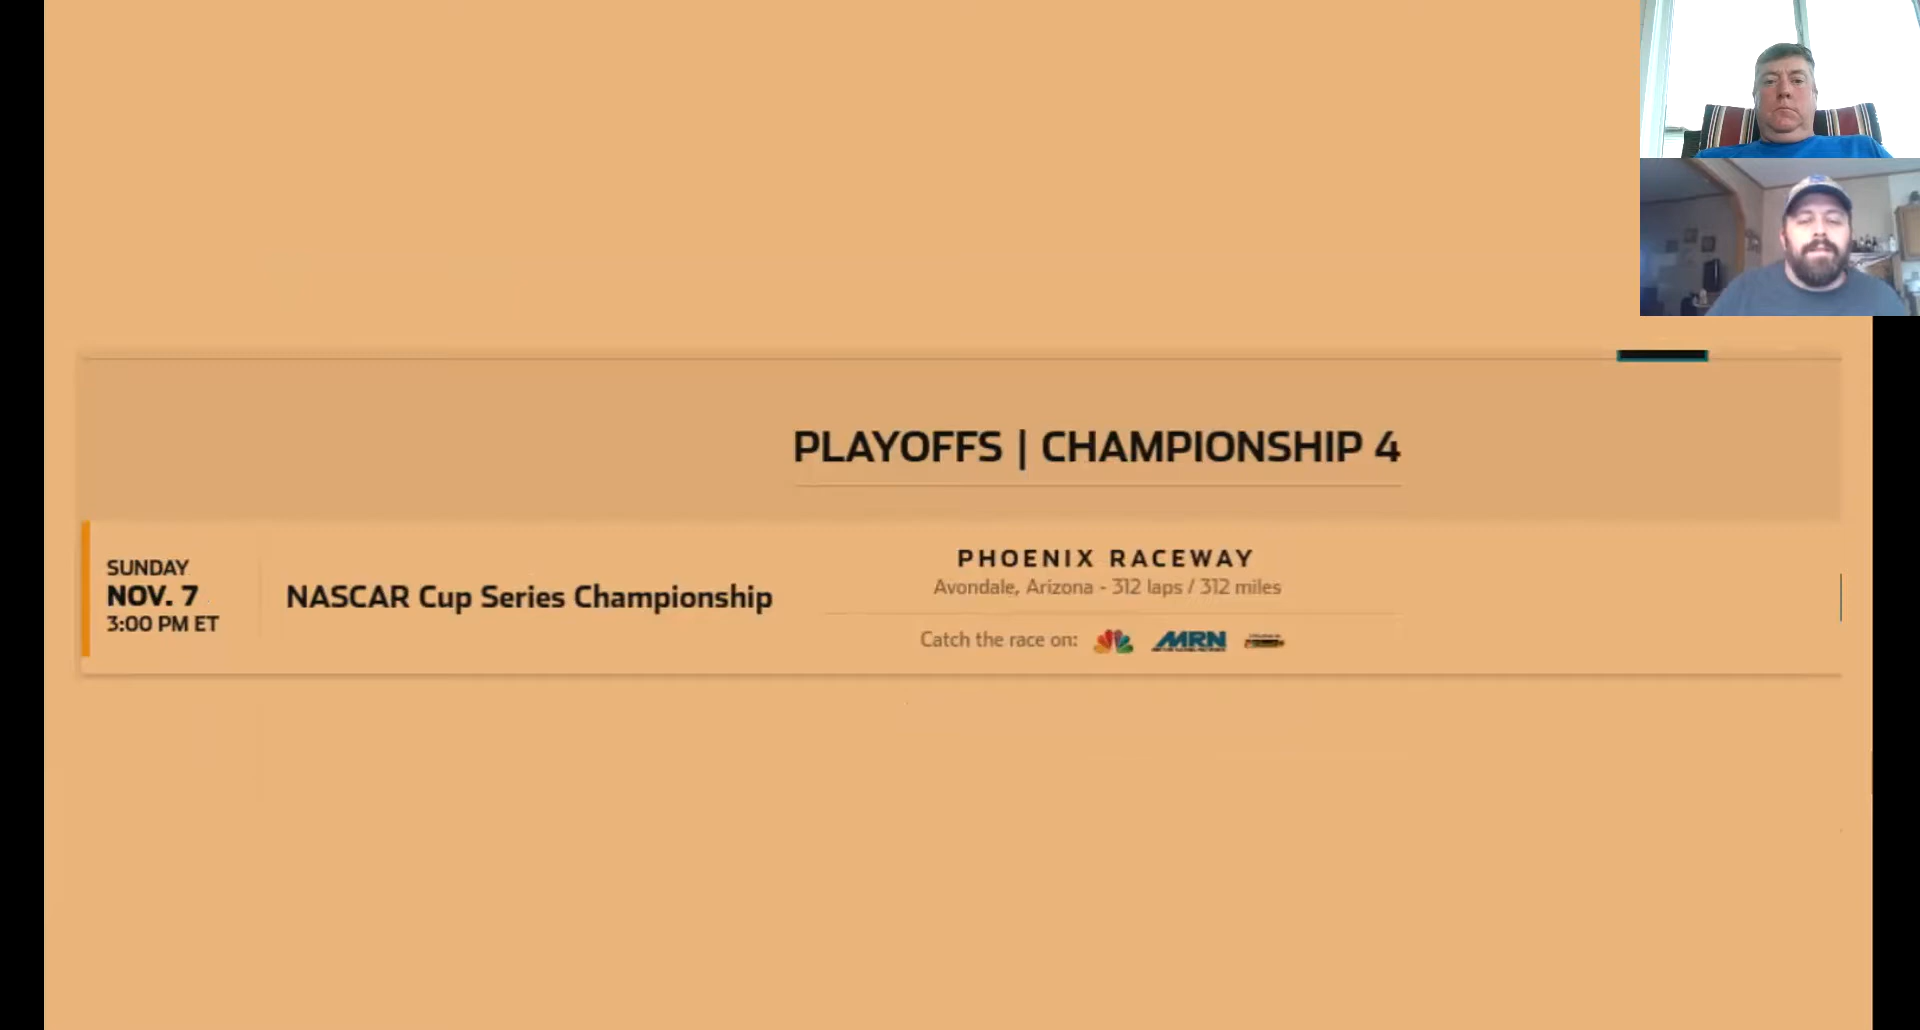 PLAYOFFS | CHAMPIONSHIP 4
SUNDAY
NOV. 7
3:00 PM ET
NASCAR Cup Series Championship
PHOENIX RACEWAY
Avondale, Arizona - 312 laps / 312 miles
Catch the race on:
MRN